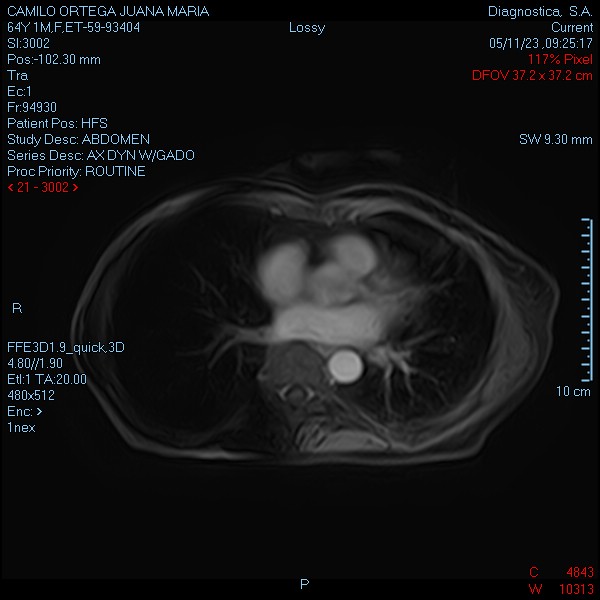 CAMILO ORTEGA JUANA MARIA
64Y 1M,F,ET-59-93404
SI:3002
Pos:-102.30 mm
Tra
Ec:1
Fr:94930
Patient Pos: HFS
Study Desc: ABDOMEN
Series Desc: AX DYN W/GADO
Proc Priority: ROUTINE
< 21 - 3002 >
Lossy
Diagnostica, S.A.
Current
05/11/23 ,09:25:17
117% Pixel
DFOV 37.2 x 37.2 cm
SW 9.30 mm
R
FFE3D1.9_quick,3D
4.80//1.90
Etl:1 TA:20.00
480x512
Enc: >
1nex
10 cm
P
C 4843
W 10313